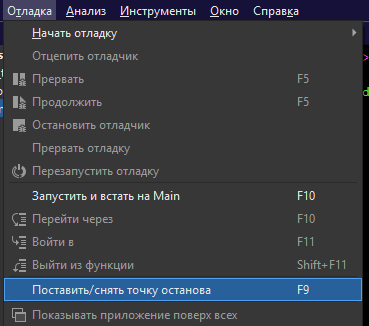 Отладка Анализ Инструменты Окно Справка
Начать отладку
Отцепить отладчик
Прервать F5
Продолжить F5
Остановить отладчик
Прервать отладку
Перезапустить отладку
Запустить и встать на Main F10
Перейти через F10
Войти в F11
Выйти из функции Shift+F11
Поставить/снять точку останова F9
Показывать приложение поверх всех